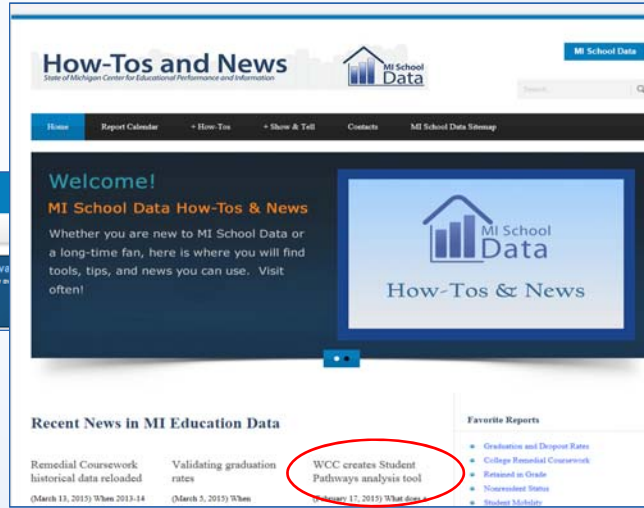 How-Tos and News
State of Michigan Center for Educational Performance and Information
MI School
Data
MI School Data
Search...
Home
Report Calendar
+ How-Tos
+ Show & Tell
Contacts
MI School Data Sitemap
Welcome!
MI School Data How-Tos & News
Whether you are new to MI School Data or
a long-time fan, here is where you will find
tools, tips, and news you can use. Visit
often!
MI School
Data
How-Tos & News
Recent News in MI Education Data
Remedial Coursework
historical data reloaded
(March 13, 2015) When 2013-14
Validating graduation
rates
(March 5, 2015) When
WCC creates Student
Pathways analysis tool
(February 17, 2015) What does a
Favorite Reports
Graduation and Dropout Rates
College Remedial Coursework
Retained in Grade
Nonresident Status
Student Mobility